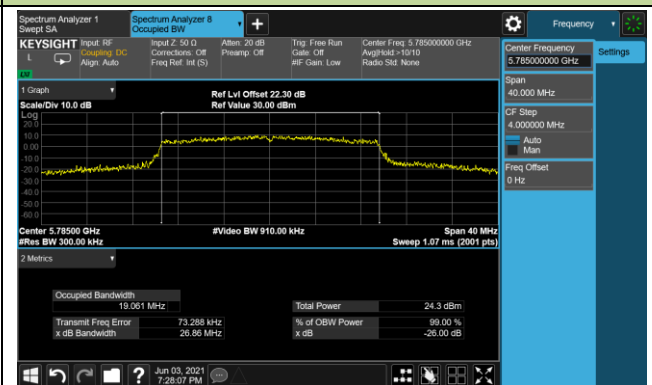 Spectrum Analyzer 1
Swept SA
Spectrum Analyzer 8
Occupied BW
+
Frequency
KEYSIGHT
L
Input: RF
Coupling: DC
Align: Auto
Input Z: 50 Ω
Corrections: Off
Freq Ref: Int (S)
Atten: 20 dB
Preamp: Off
Trig: Free Run
Gate: Off
#IF Gain: Low
Center Freq: 5.785000000 GHz
Avg|Hold:>10/10
Radio Std: None
Center Frequency
5.785000000 GHz
Settings
Span
40.000 MHz
CF Step
4.000000 MHz
Auto
Man
Freq Offset
0 Hz
1 Graph
Scale/Div 10.0 dB
Ref Lvl Offset 22.30 dB
Ref Value 30.00 dBm
Log
20.0
10.0
0.00
-10.0
-20.0
-30.0
-40.0
-50.0
-60.0
Center 5.78500 GHz
#Res BW 300.00 kHz
#Video BW 910.00 kHz
Span 40 MHz
Sweep 1.07 ms (2001 pts)
2 Metrics
Occupied Bandwidth
19.061 MHz
Total Power 24.3 dBm
Transmit Freq Error 73.288 kHz
% of OBW Power 99.00 %
x dB Bandwidth 26.86 MHz
x dB -26.00 dB
?
Jun 03, 2021
7:28:07 PM